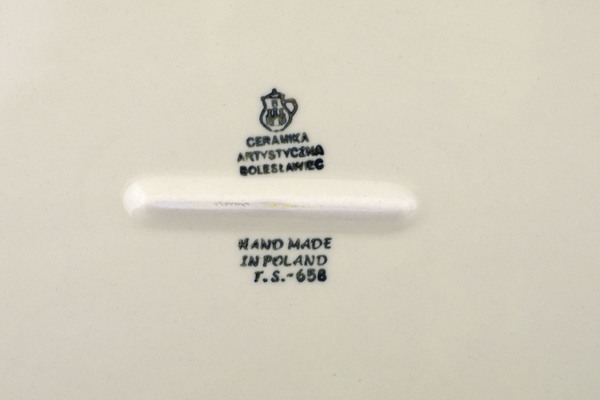 CERAMIKA
ARTYSTYCZNA
BOLESŁAWIEC
HAND MADE
IN POLAND
T.S.-658